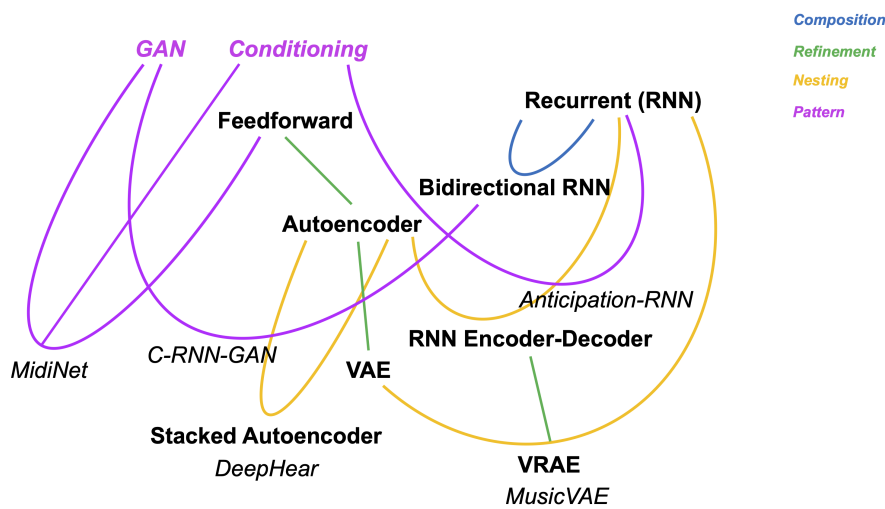 Composition
GAN
Conditioning
Refinement
Nesting
Recurrent (RNN)
Pattern
Feedforward
Bidirectional RNN
Autoencoder
Anticipation-RNN
RNN Encoder-Decoder
C-RNN-GAN
MidiNet
VAE
Stacked Autoencoder
DeepHear
VRAE
MusicVAE